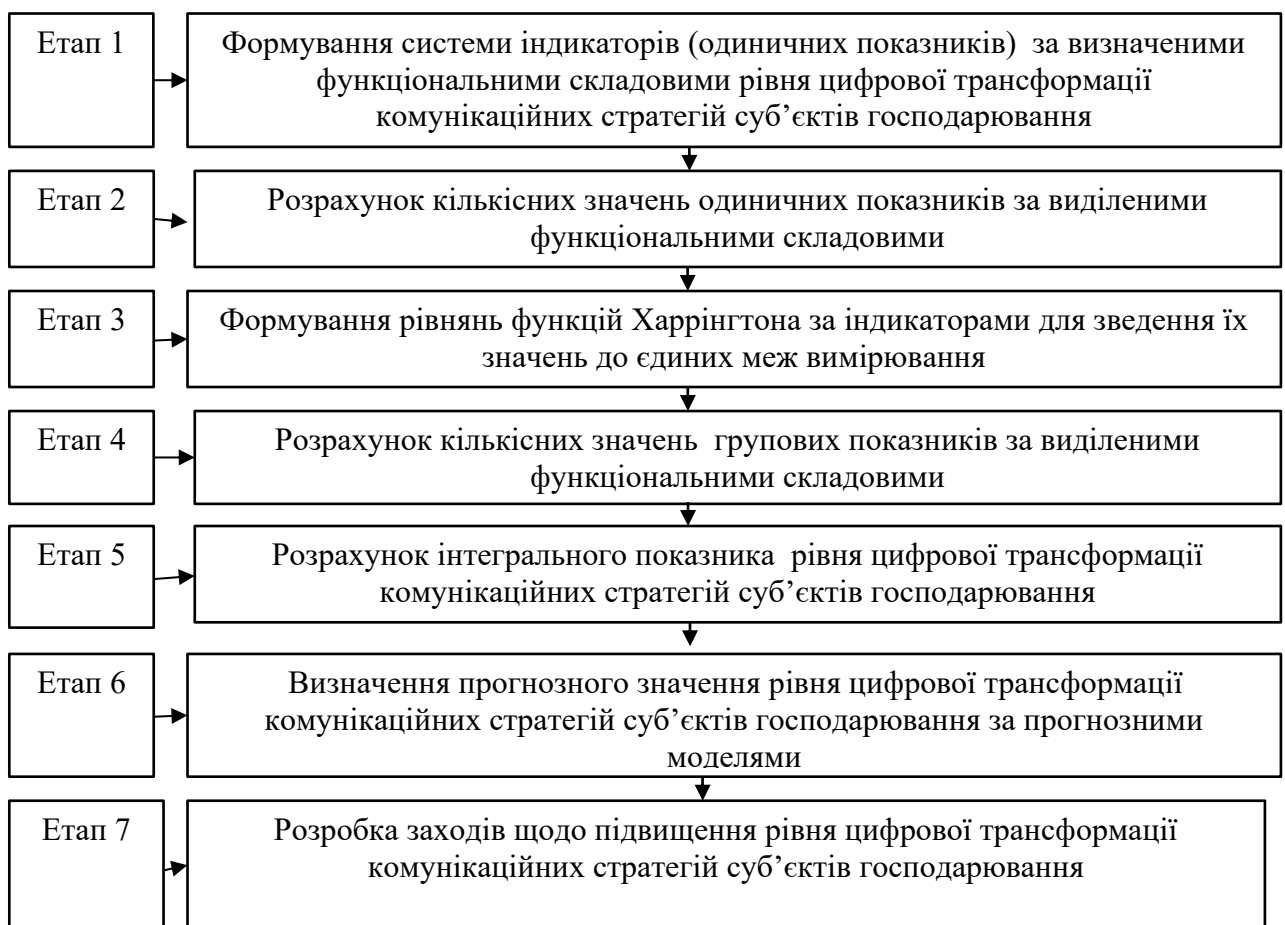 Етап 1
Формування системи індикаторів (одиничних показників) за визначеними
функціональними складовими рівня цифрової трансформації
комунікаційних стратегій суб’єктів господарювання
Етап 2
Розрахунок кількісних значень одиничних показників за виділеними
функціональними складовими
Етап 3
Формування рівнянь функцій Харрінгтона за індикаторами для зведення їх
значень до єдиних меж вимірювання
Етап 4
Розрахунок кількісних значень групових показників за виділеними
функціональними складовими
Етап 5
Розрахунок інтегрального показника рівня цифрової трансформації
комунікаційних стратегій суб’єктів господарювання
Етап 6
Визначення прогнозного значення рівня цифрової трансформації
комунікаційних стратегій суб’єктів господарювання за прогнозними
моделями
Етап 7
Розробка заходів щодо підвищення рівня цифрової трансформації
комунікаційних стратегій суб’єктів господарювання